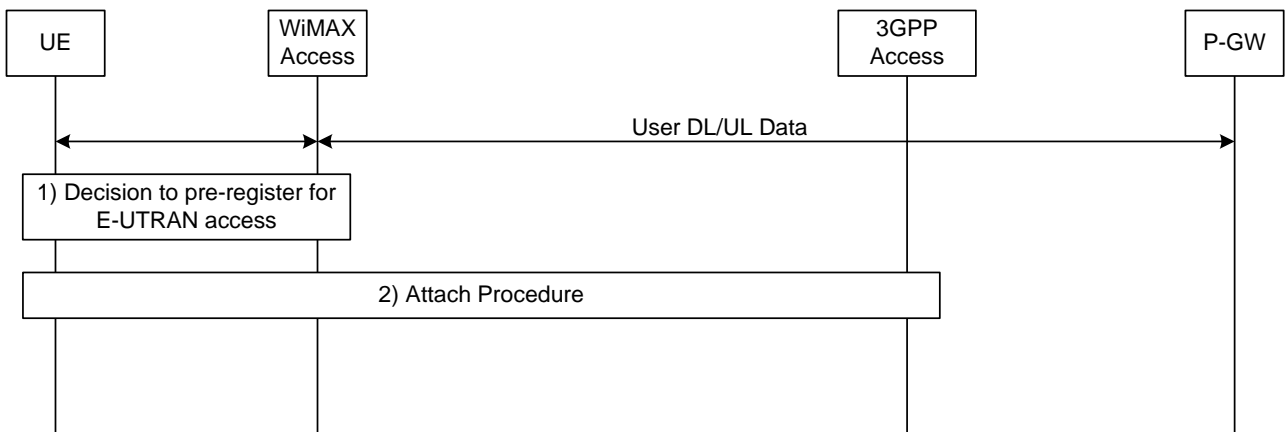 UE
WiMAX
Access
3GPP
Access
P-GW
User DL/UL Data
1) Decision to pre-register for
E-UTRAN access
2) Attach Procedure